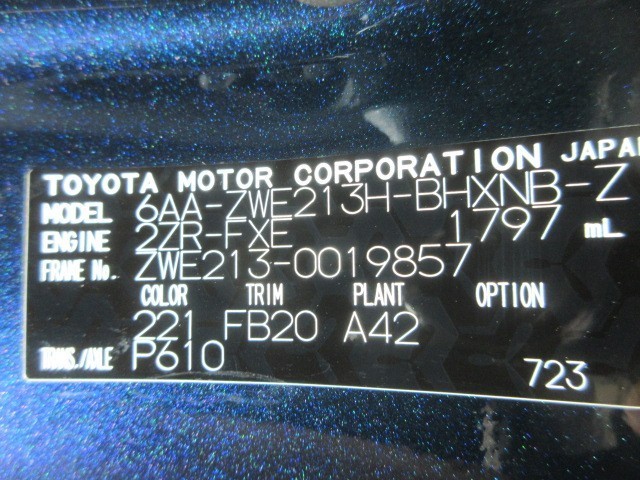 TOYOTA MOTOR CORPORATION JAPAN
MODEL 6AA-ZWE213H-BHXNB-Z
ENGINE 2ZR-FXE 1797 mL
FRAME No. ZWE213-0019857
COLOR TRIM PLANT OPTION
221 FB20 A42
TRANS./AXLE P610
723